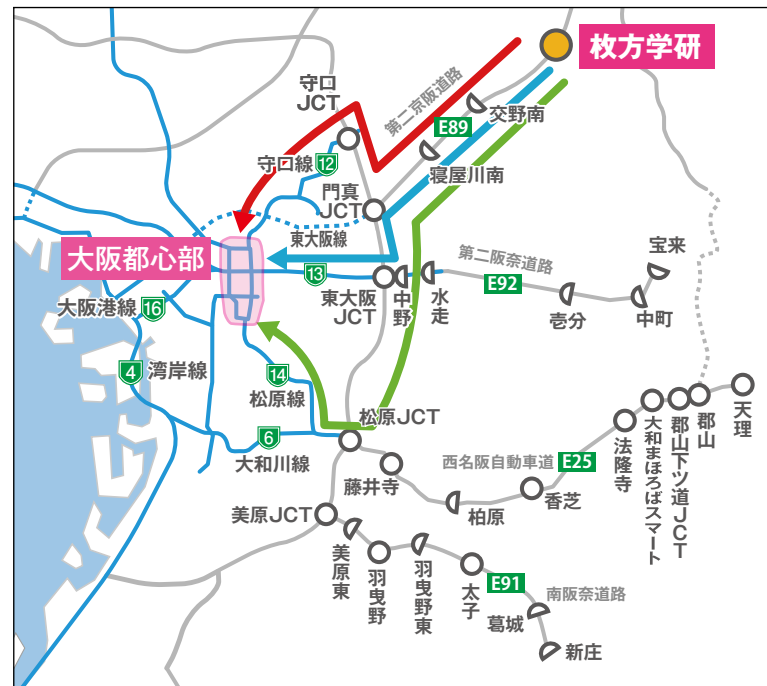 枚方学研
守口
JCT
第二京阪道路
E89
交野南
寝屋川南
守口線
12
門真
JCT
東大阪線
大阪都心部
13
第二阪奈道路
E92
宝来
中町
壱分
水走
中野
東大阪
JCT
大阪港線
16
4
湾岸線
14
松原線
松原JCT
6
大和川線
藤井寺
西名阪自動車道
E25
柏原
香芝
法隆寺
大和まほろばスマート
郡山下ツ道JCT
郡山
天理
美原JCT
美原東
羽曳野
羽曳野東
太子
E91
南阪奈道路
葛城
新庄